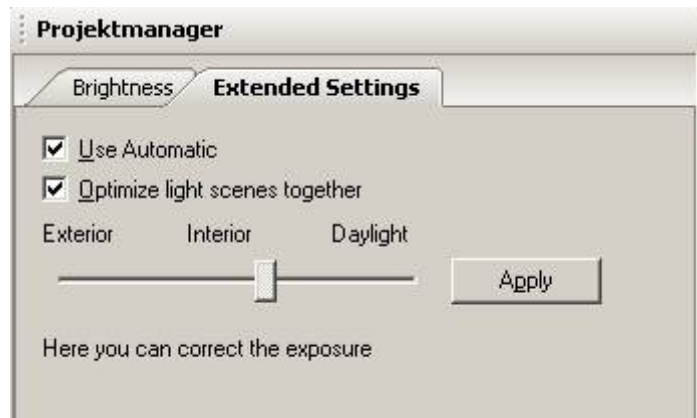 Projektmanager
Brightness Extended Settings
Use Automatic
Optimize light scenes together
Exterior Interior Daylight
Apply
Here you can correct the exposure